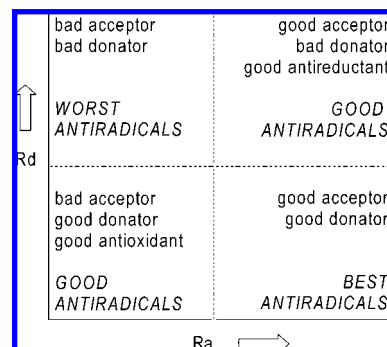 bad acceptor
bad donator
WORST
ANTIRADICALS
good acceptor
bad donator
good antireductant
GOOD
ANTIRADICALS
Rd
bad acceptor
good donator
good antioxidant
GOOD
ANTIRADICALS
good acceptor
good donator
BEST
ANTIRADICALS
Ra